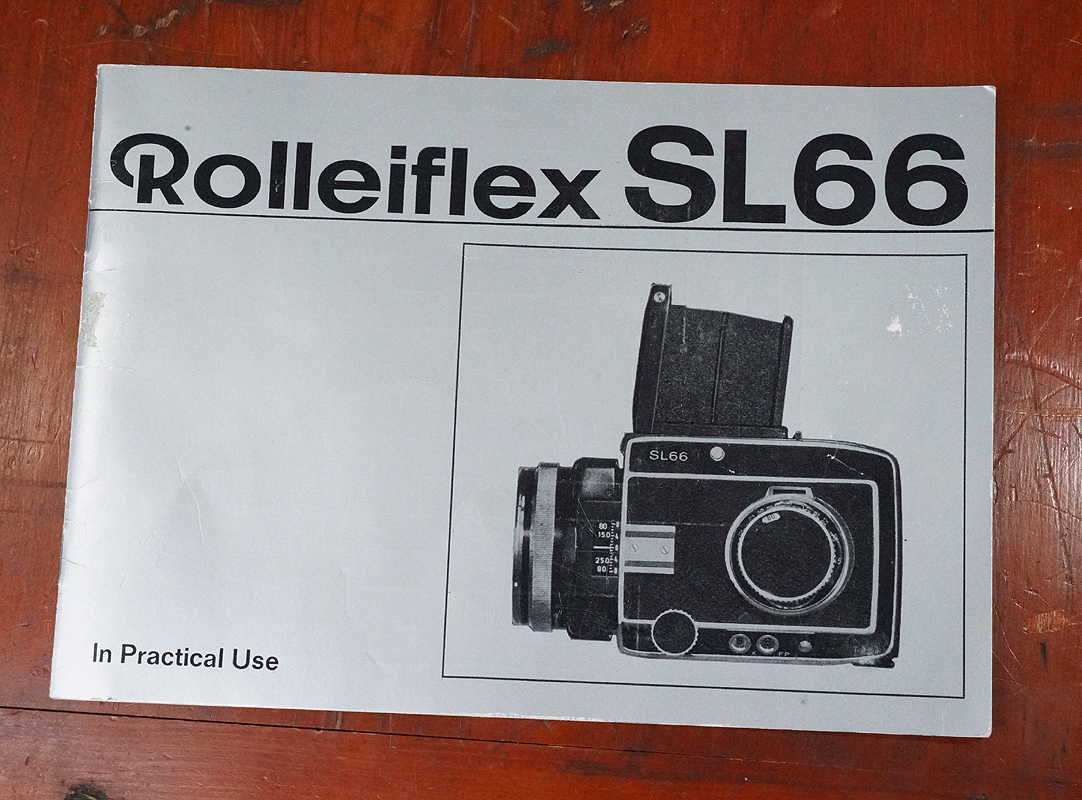 Rolleiflex SL66
SL66
80
150
250
80
FP
In Practical Use